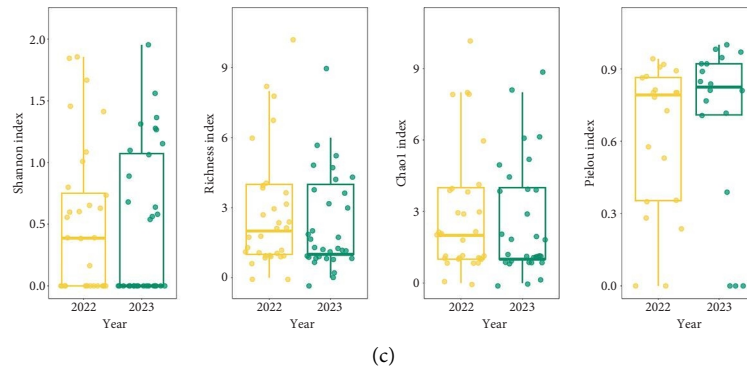 Shannon index
2.0
1.5
1.0
0.5
0.0
2022 2023
Year
Richness index
9
6
3
0
2022 2023
Year
Chao1 index
9
6
3
0
2022 2023
Year
Pielou index
0.9
0.6
0.3
0.0
2022 2023
Year
(c)